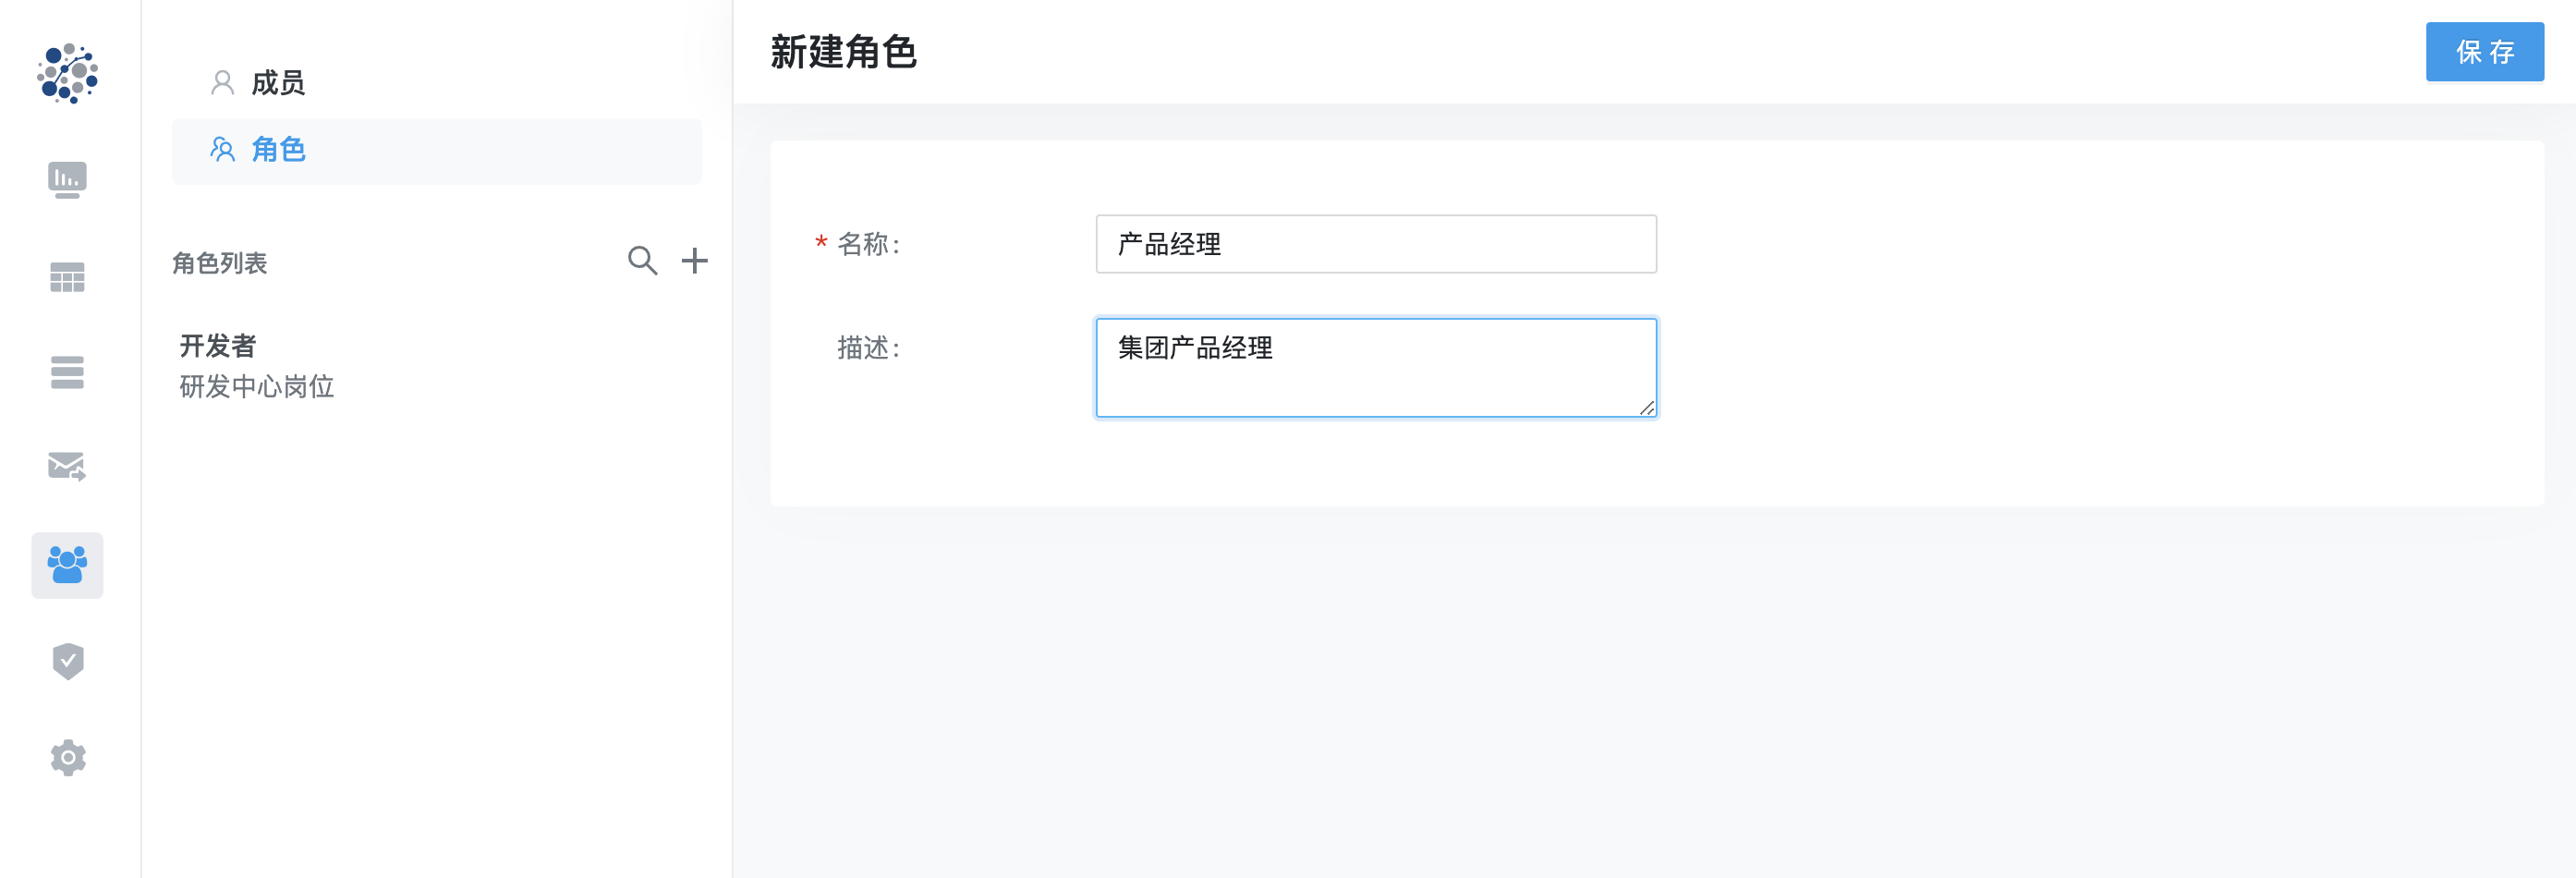 成员
角色
角色列表
开发者
研发中心岗位
新建角色
保 存
* 名称:
产品经理
描述:
集团产品经理